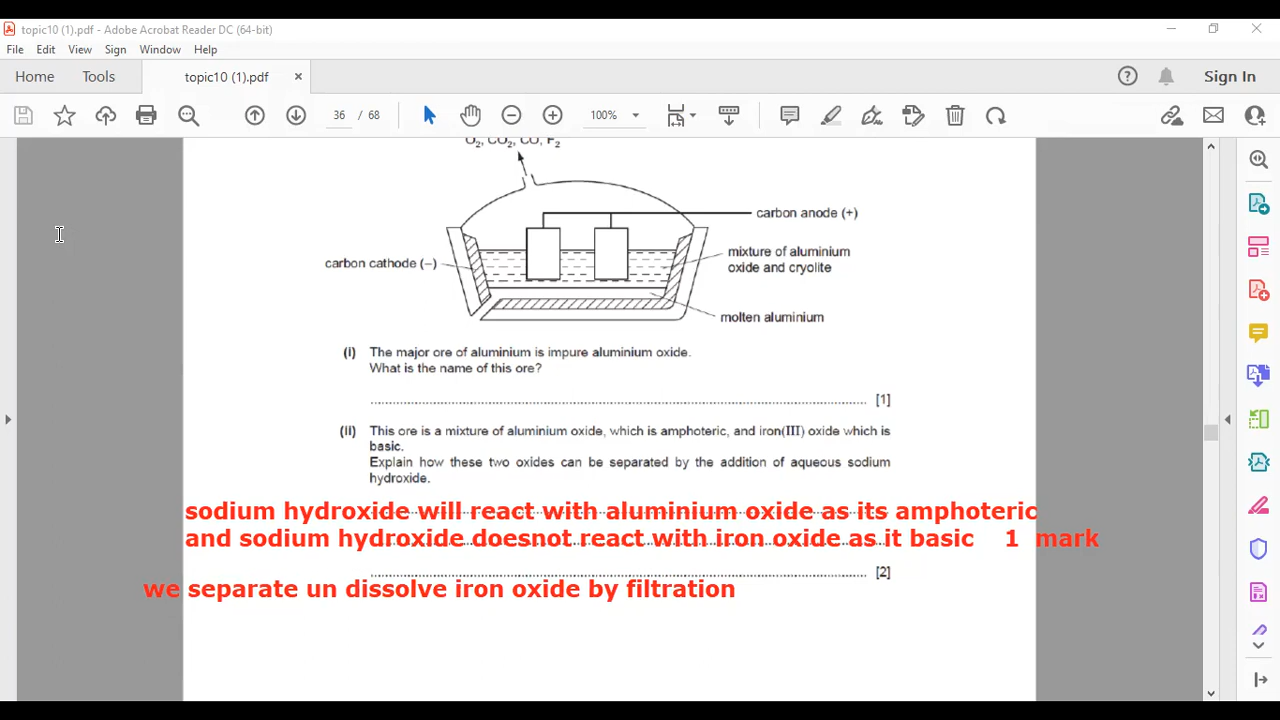 topic10 (1).pdf - Adobe Acrobat Reader DC (64-bit)
File Edit View Sign Window Help
Home Tools topic10 (1).pdf × Sign In
36 / 68 100%
O2, CO2, CO, F2
carbon anode (+)
mixture of aluminium
oxide and cryolite
carbon cathode (–)
molten aluminium
(i) The major ore of aluminium is impure aluminium oxide.
What is the name of this ore?
[1]
(ii) This ore is a mixture of aluminium oxide, which is amphoteric, and iron(III) oxide which is
basic.
Explain how these two oxides can be separated by the addition of aqueous sodium
hydroxide.
sodium hydroxide will react with aluminium oxide as its amphoteric
and sodium hydroxide doesnot react with iron oxide as it basic 1 mark
[2]
we separate un dissolve iron oxide by filtration